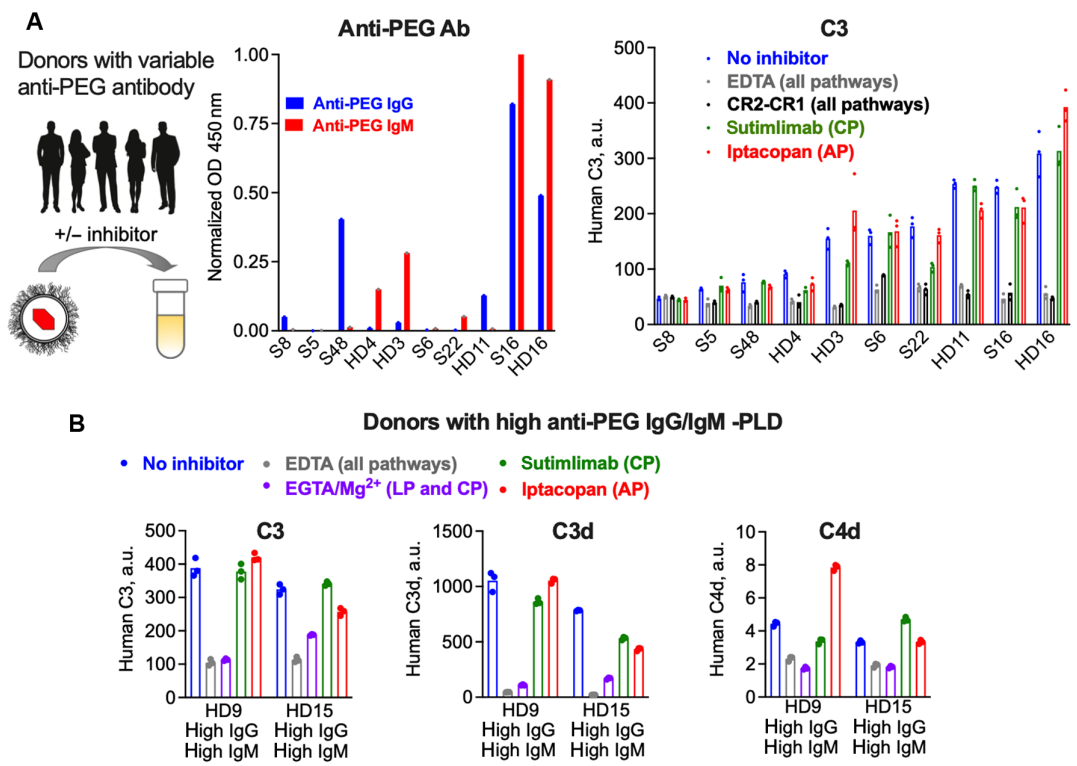 A
Donors with variable
anti-PEG antibody
+/– inhibitor
Anti-PEG Ab
Normalized OD 450 nm
1.00
0.75
0.50
0.25
0.00
Anti-PEG IgG
Anti-PEG IgM
S8
S5
S48
HD4
HD3
S6
S22
HD11
S16
HD16
C3
Human C3, a.u.
500
400
300
200
100
0
No inhibitor
EDTA (all pathways)
CR2-CR1 (all pathways)
Sutimlimab (CP)
Iptacopan (AP)
S8
S5
S48
HD4
HD3
S6
S22
HD11
S16
HD16
B
Donors with high anti-PEG IgG/IgM -PLD
No inhibitor
EDTA (all pathways)
Sutimlimab (CP)
EGTA/Mg2+ (LP and CP)
Iptacopan (AP)
C3
Human C3, a.u.
500
400
300
200
100
0
HD9
High IgG
High IgM
HD15
High IgG
High IgM
C3d
Human C3d, a.u.
1500
1000
500
0
HD9
High IgG
High IgM
HD15
High IgG
High IgM
C4d
Human C4d, a.u.
10
8
6
4
2
0
HD9
High IgG
High IgM
HD15
High IgG
High IgM